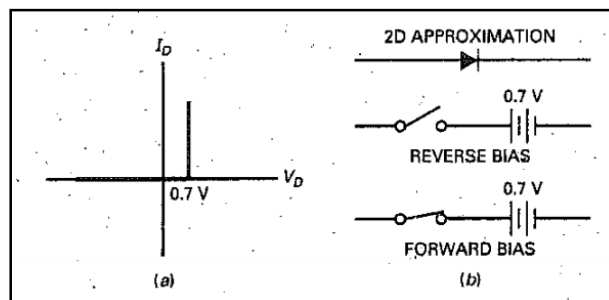 I_D
V_D
0.7 V
(a)
2D APPROXIMATION
0.7 V
REVERSE BIAS
0.7 V
FORWARD BIAS
(b)